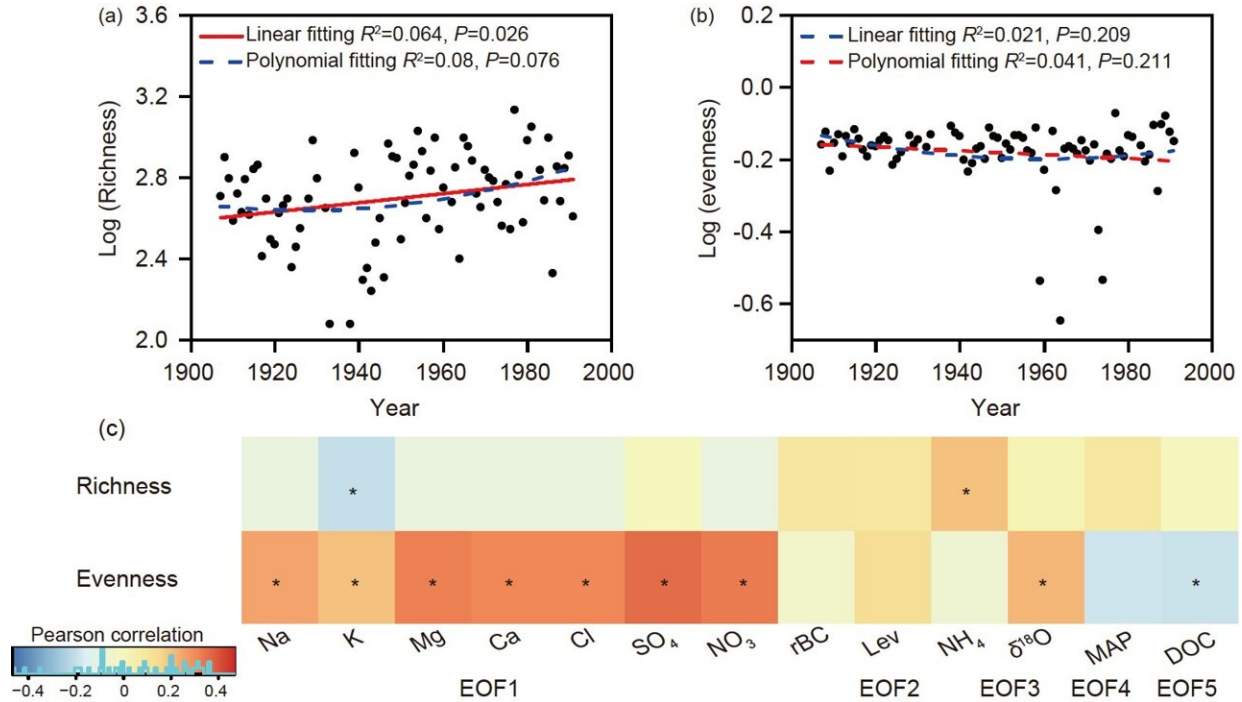 (a)
Linear fitting R²=0.064, P=0.026
Polynomial fitting R²=0.08, P=0.076
Log (Richness)
3.6
3.2
2.8
2.4
2.0
1900 1920 1940 1960 1980 2000
Year
(b)
Linear fitting R²=0.021, P=0.209
Polynomial fitting R²=0.041, P=0.211
Log (evenness)
0.2
0.0
-0.2
-0.4
-0.6
1900 1920 1940 1960 1980 2000
Year
(c)
Richness * *
Evenness * * * * * * * * *
Na K Mg Ca Cl SO₄ NO₃ rBC Lev NH₄ δ¹⁸O MAP DOC
EOF1 EOF2 EOF3 EOF4 EOF5
Pearson correlation
−0.4 −0.2 0 0.2 0.4